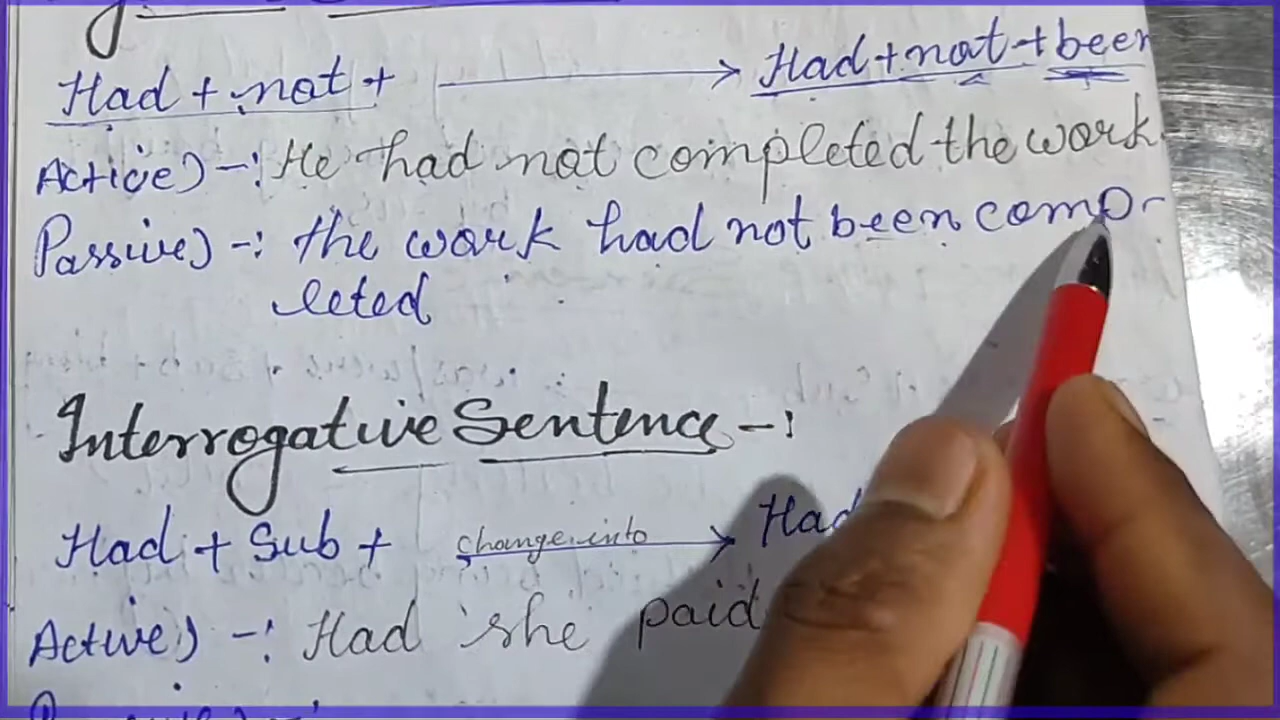 Had + not + → Had + not + been
Active) -: He had not completed the work.
Passive) -: the work had not been comp-
leted
Interrogative Sentence -:
Had + Sub + change into → Had
Active) -: Had she paid